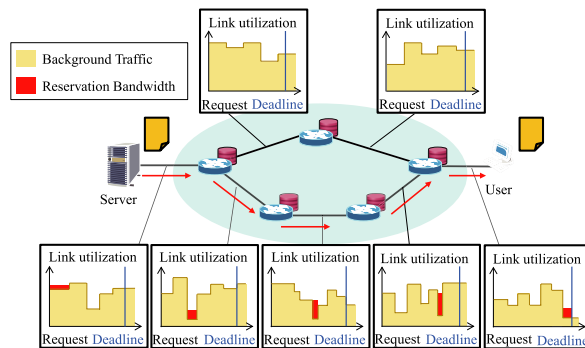 Link utilization
Request Deadline
Link utilization
Request Deadline
Background Traffic
Reservation Bandwidth
Server
User
Link utilization
Request Deadline
Link utilization
Request Deadline
Link utilization
Request Deadline
Link utilization
Request Deadline
Link utilization
Request Deadline